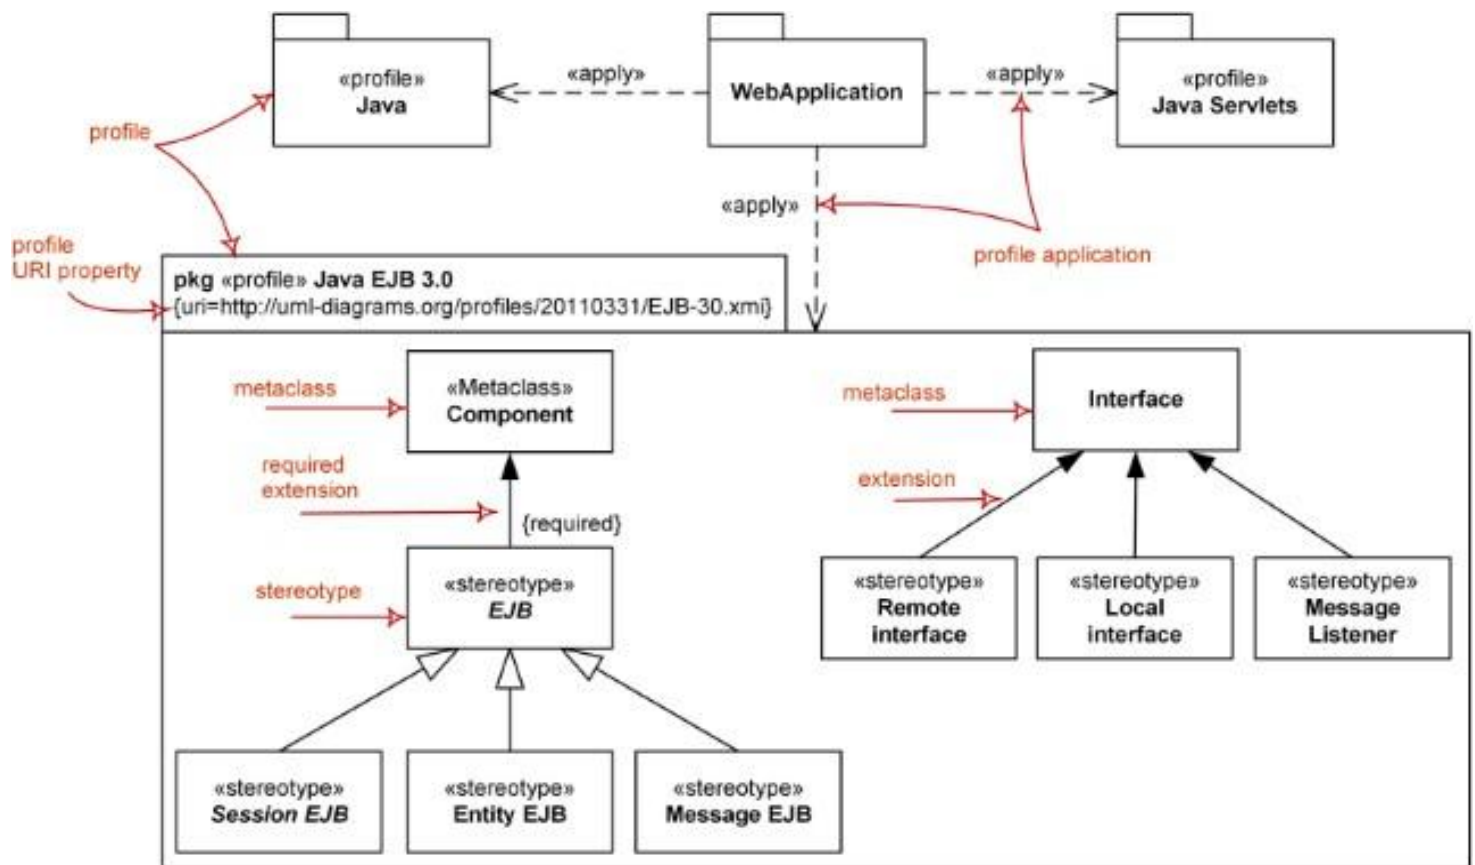 «profile»
Java
«apply»
WebApplication
«apply»
«profile»
Java Servlets
profile
«apply»
profile application
profile
URI property
pkg «profile» Java EJB 3.0
{uri=http://uml-diagrams.org/profiles/20110331/EJB-30.xmi}
metaclass
«Metaclass»
Component
metaclass
Interface
required
extension
{required}
extension
stereotype
«stereotype»
EJB
«stereotype»
Remote
interface
«stereotype»
Local
interface
«stereotype»
Message
Listener
«stereotype»
Session EJB
«stereotype»
Entity EJB
«stereotype»
Message EJB